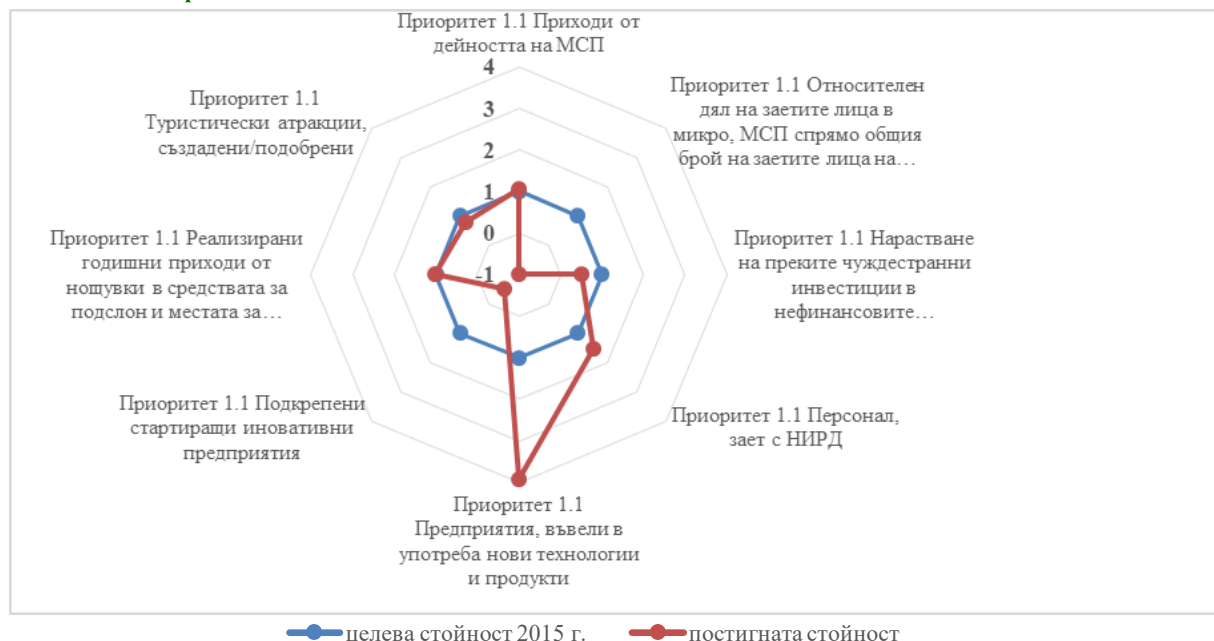 Приоритет 1.1 Приходи от
дейността на МСП
Приоритет 1.1 Относителен
дял на заетите лица в
микро, МСП спрямо общия
брой на заетите лица на…
Приоритет 1.1 Нарастване
на преките чуждестранни
инвестиции в
нефинансовите…
Приоритет 1.1 Персонал,
зает с НИРД
Приоритет 1.1
Предприятия, въвели в
употреба нови технологии
и продукти
Приоритет 1.1 Подкрепени
стартиращи иновативни
предприятия
Приоритет 1.1 Реализирани
годишни приходи от
нощувки в средствата за
подслон и местата за…
Приоритет 1.1
Туристически атракции,
създадени/подобрени
4
3
2
1
0
-1
целева стойност 2015 г.
постигната стойност